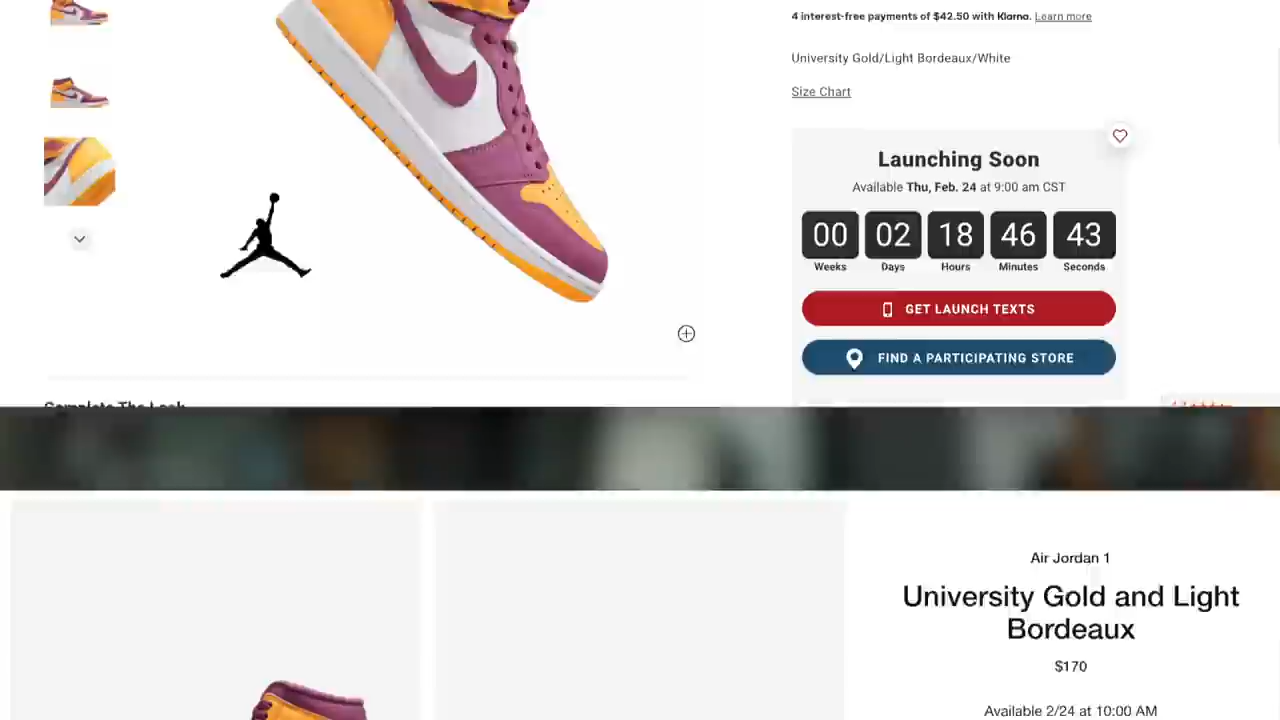 4 interest-free payments of $42.50 with Klarna. Learn more
University Gold/Light Bordeaux/White
Size Chart
Launching Soon
Available Thu, Feb. 24 at 9:00 am CST
00 02 18 46 43
Weeks Days Hours Minutes Seconds
GET LAUNCH TEXTS
FIND A PARTICIPATING STORE
Complete The Look
Air Jordan 1
University Gold and Light
Bordeaux
$170
Available 2/24 at 10:00 AM